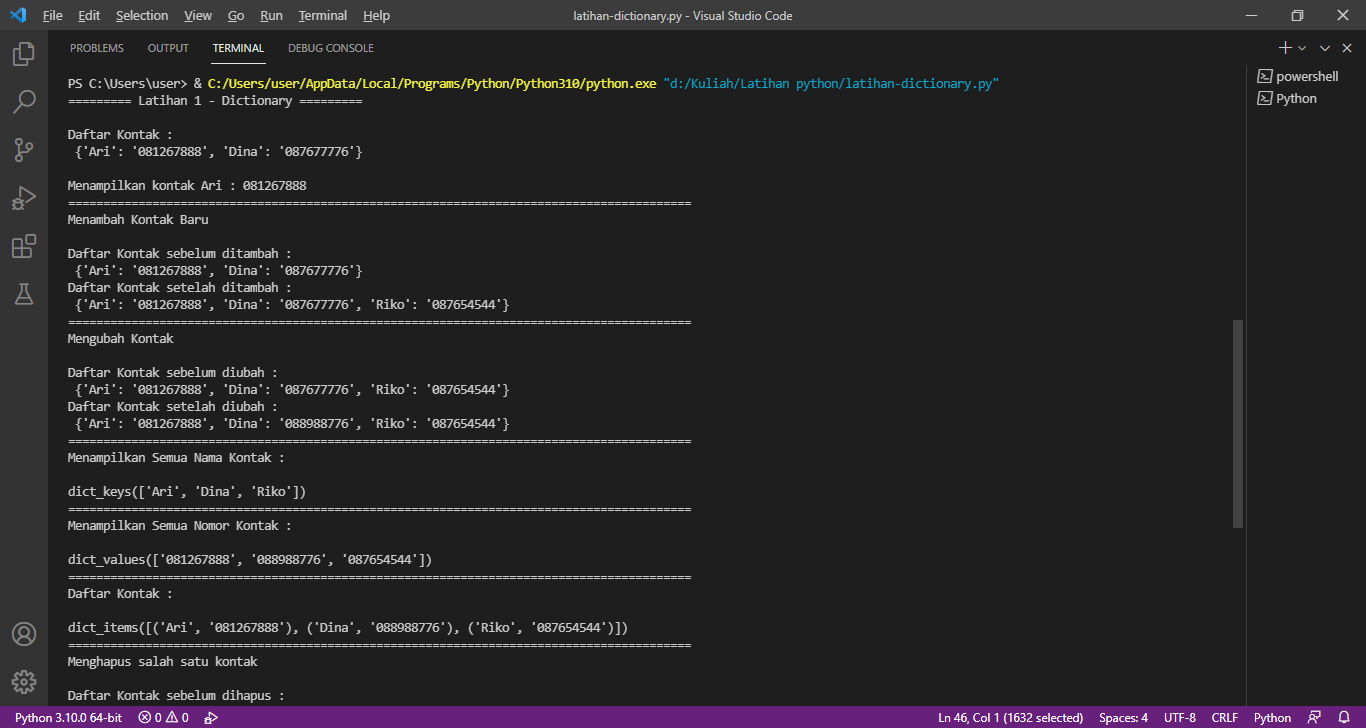 File Edit Selection View Go Run Terminal Help latihan-dictionary.py - Visual Studio Code
PROBLEMS OUTPUT TERMINAL DEBUG CONSOLE
PS C:\Users\user> & C:/Users/user/AppData/Local/Programs/Python/Python310/python.exe "d:/Kuliah/Latihan python/latihan-dictionary.py"
========= Latihan 1 - Dictionary =========
Daftar Kontak :
{'Ari': '081267888', 'Dina': '087677776'}
Menampilkan kontak Ari : 081267888
=========================================================================================
Menambah Kontak Baru
Daftar Kontak sebelum ditambah :
{'Ari': '081267888', 'Dina': '087677776'}
Daftar Kontak setelah ditambah :
{'Ari': '081267888', 'Dina': '087677776', 'Riko': '087654544'}
=========================================================================================
Mengubah Kontak
Daftar Kontak sebelum diubah :
{'Ari': '081267888', 'Dina': '087677776', 'Riko': '087654544'}
Daftar Kontak setelah diubah :
{'Ari': '081267888', 'Dina': '088988776', 'Riko': '087654544'}
=========================================================================================
Menampilkan Semua Nama Kontak :
dict_keys(['Ari', 'Dina', 'Riko'])
=========================================================================================
Menampilkan Semua Nomor Kontak :
dict_values(['081267888', '088988776', '087654544'])
=========================================================================================
Daftar Kontak :
dict_items([('Ari', '081267888'), ('Dina', '088988776'), ('Riko', '087654544')])
=========================================================================================
Menghapus salah satu kontak
Daftar Kontak sebelum dihapus :
powershell
Python
Python 3.10.0 64-bit 0 0 Ln 46, Col 1 (1632 selected) Spaces: 4 UTF-8 CRLF Python